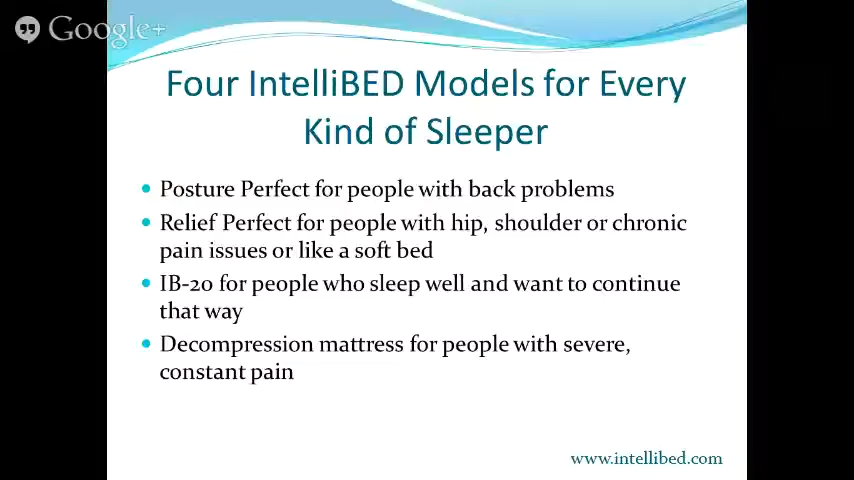 Google+
Four IntelliBED Models for Every
Kind of Sleeper
• Posture Perfect for people with back problems
• Relief Perfect for people with hip, shoulder or chronic
pain issues or like a soft bed
• IB-20 for people who sleep well and want to continue
that way
• Decompression mattress for people with severe,
constant pain
www.intellibed.com